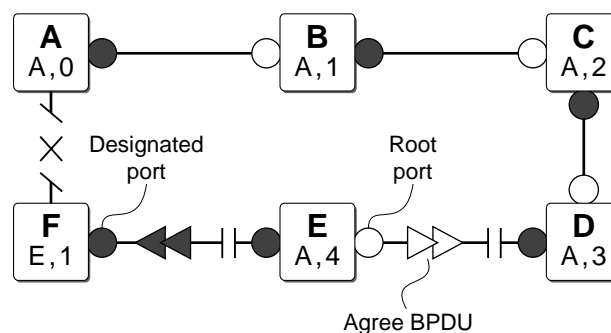 A
A,0
B
A,1
C
A,2
Designated
port
Root
port
F
E,1
E
A,4
D
A,3
Agree BPDU